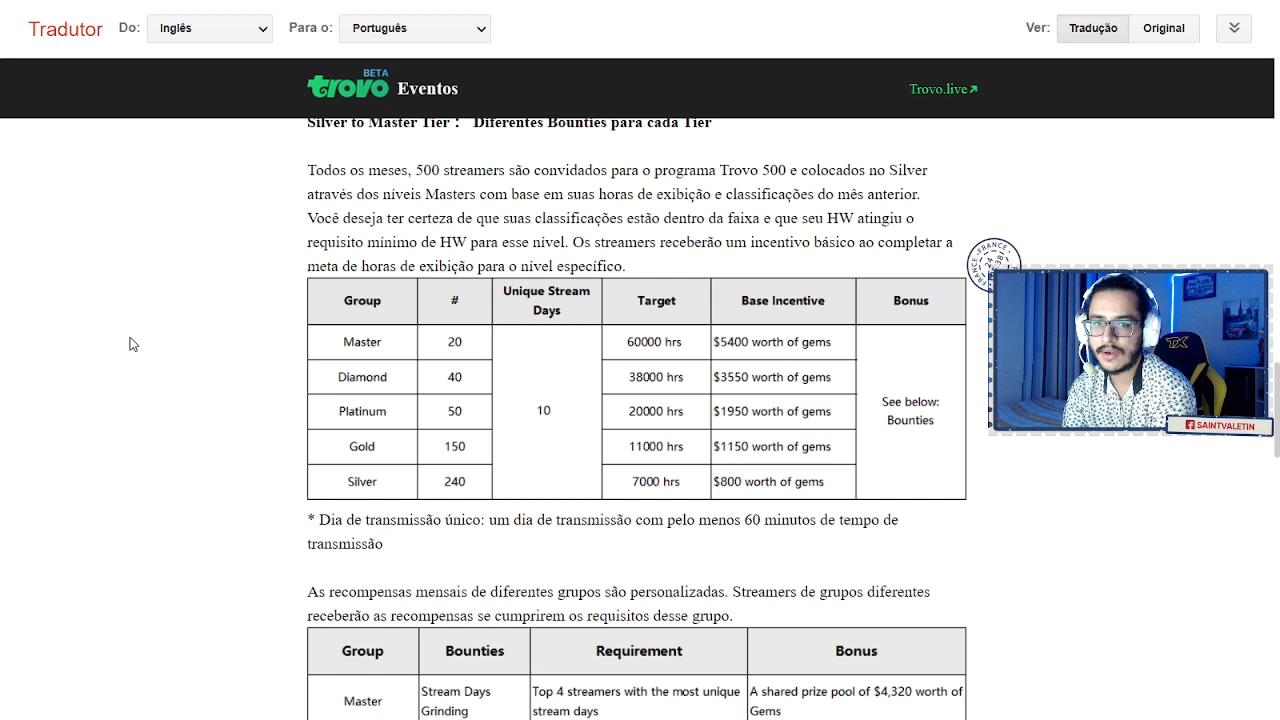 Tradutor Do: Inglês Para o: Português Ver: Tradução Original
BETA
trovo Eventos Trovo.live
Silver to Master Tier： Diferentes Bounties para cada Tier
Todos os meses, 500 streamers são convidados para o programa Trovo 500 e colocados no Silver
através dos níveis Masters com base em suas horas de exibição e classificações do mês anterior.
Você deseja ter certeza de que suas classificações estão dentro da faixa e que seu HW atingiu o
requisito mínimo de HW para esse nível. Os streamers receberão um incentivo básico ao completar a
meta de horas de exibição para o nível específico.
Group # Unique Stream Days Target Base Incentive Bonus
Master 20 60000 hrs $5400 worth of gems
Diamond 40 38000 hrs $3550 worth of gems
Platinum 50 10 20000 hrs $1950 worth of gems See below: Bounties
Gold 150 11000 hrs $1150 worth of gems
Silver 240 7000 hrs $800 worth of gems
* Dia de transmissão único: um dia de transmissão com pelo menos 60 minutos de tempo de
transmissão
As recompensas mensais de diferentes grupos são personalizadas. Streamers de grupos diferentes
receberão as recompensas se cumprirem os requisitos desse grupo.
Group Bounties Requirement Bonus
Master Stream Days Grinding Top 4 streamers with the most unique stream days A shared prize pool of $4,320 worth of Gems
FRANCE FRANCE
24
TX
SAINTVALETIN